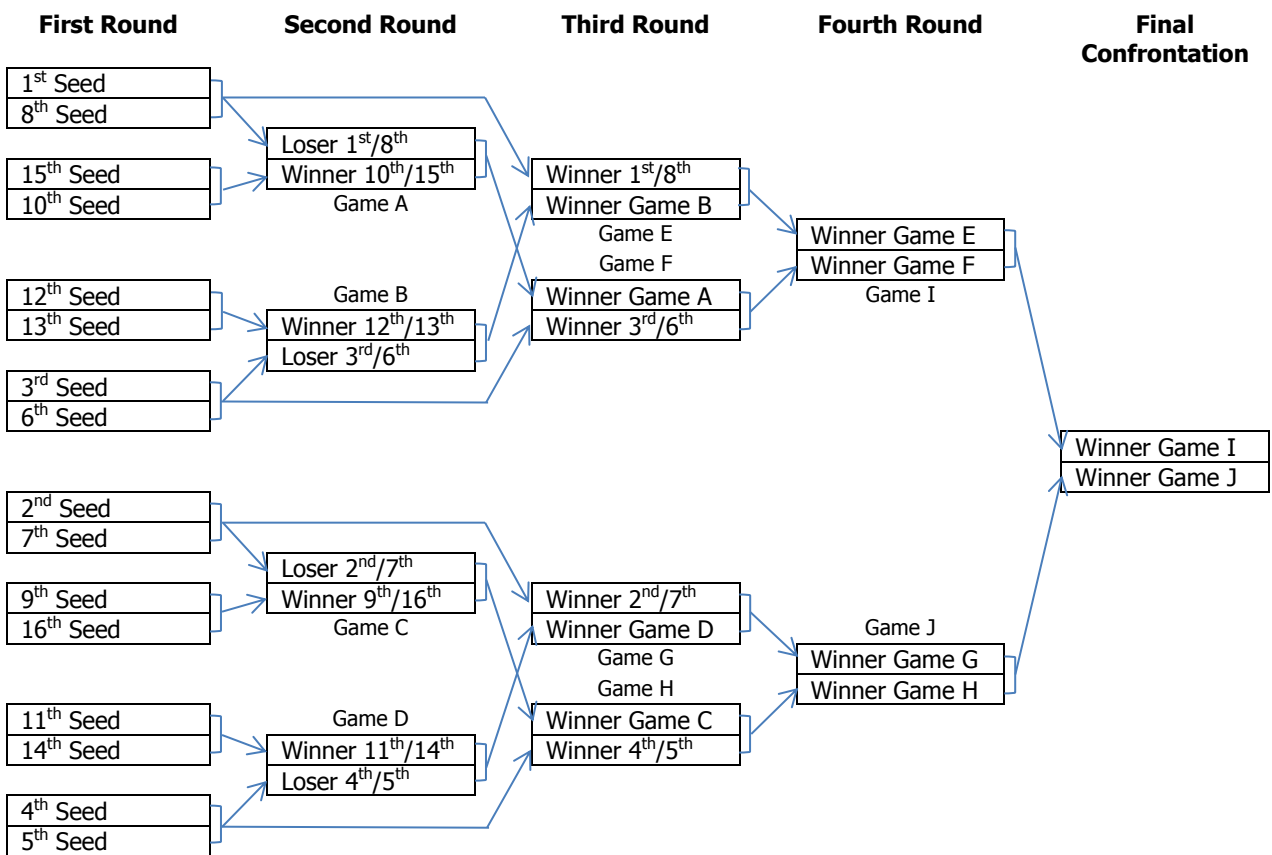 First Round
Second Round
Third Round
Fourth Round
Final
Confrontation
1st Seed
8th Seed
15th Seed
10th Seed
12th Seed
13th Seed
3rd Seed
6th Seed
2nd Seed
7th Seed
9th Seed
16th Seed
11th Seed
14th Seed
4th Seed
5th Seed
Loser 1st/8th
Winner 10th/15th
Game A
Game B
Winner 12th/13th
Loser 3rd/6th
Loser 2nd/7th
Winner 9th/16th
Game C
Game D
Winner 11th/14th
Loser 4th/5th
Winner 1st/8th
Winner Game B
Game E
Game F
Winner Game A
Winner 3rd/6th
Winner 2nd/7th
Winner Game D
Game G
Game H
Winner Game C
Winner 4th/5th
Winner Game E
Winner Game F
Game I
Game J
Winner Game G
Winner Game H
Winner Game I
Winner Game J